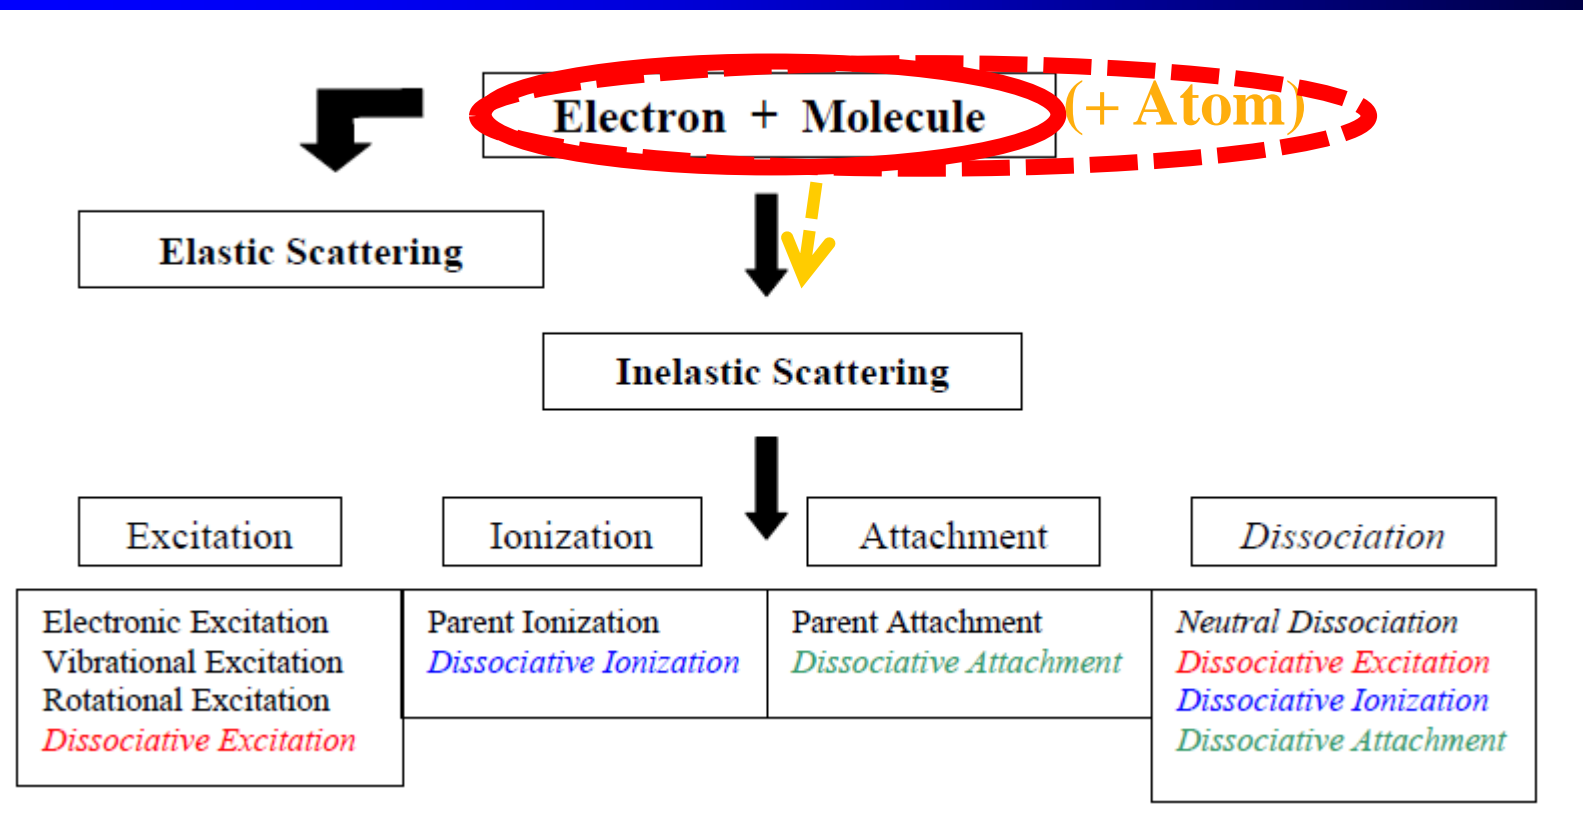 Electron + Molecule (+ Atom)
Elastic Scattering
Inelastic Scattering
Excitation
Electronic Excitation
Vibrational Excitation
Rotational Excitation
Dissociative Excitation
Ionization
Parent Ionization
Dissociative Ionization
Attachment
Parent Attachment
Dissociative Attachment
Dissociation
Neutral Dissociation
Dissociative Excitation
Dissociative Ionization
Dissociative Attachment